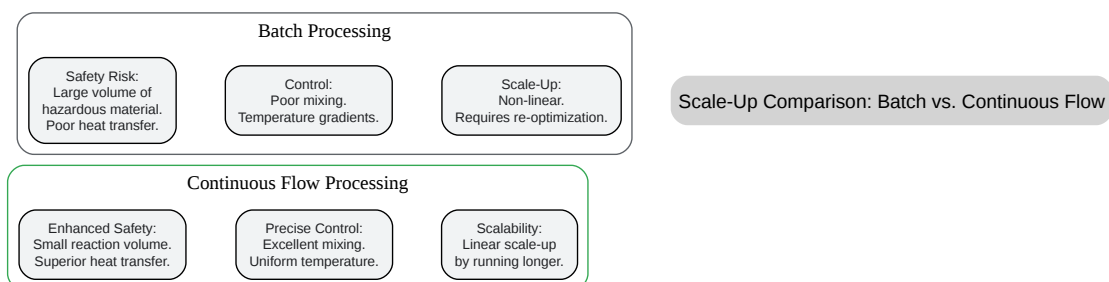 Batch Processing
Safety Risk:
Large volume of
hazardous material.
Poor heat transfer.
Control:
Poor mixing.
Temperature gradients.
Scale-Up:
Non-linear.
Requires re-optimization.
Scale-Up Comparison: Batch vs. Continuous Flow
Continuous Flow Processing
Enhanced Safety:
Small reaction volume.
Superior heat transfer.
Precise Control:
Excellent mixing.
Uniform temperature.
Scalability:
Linear scale-up
by running longer.